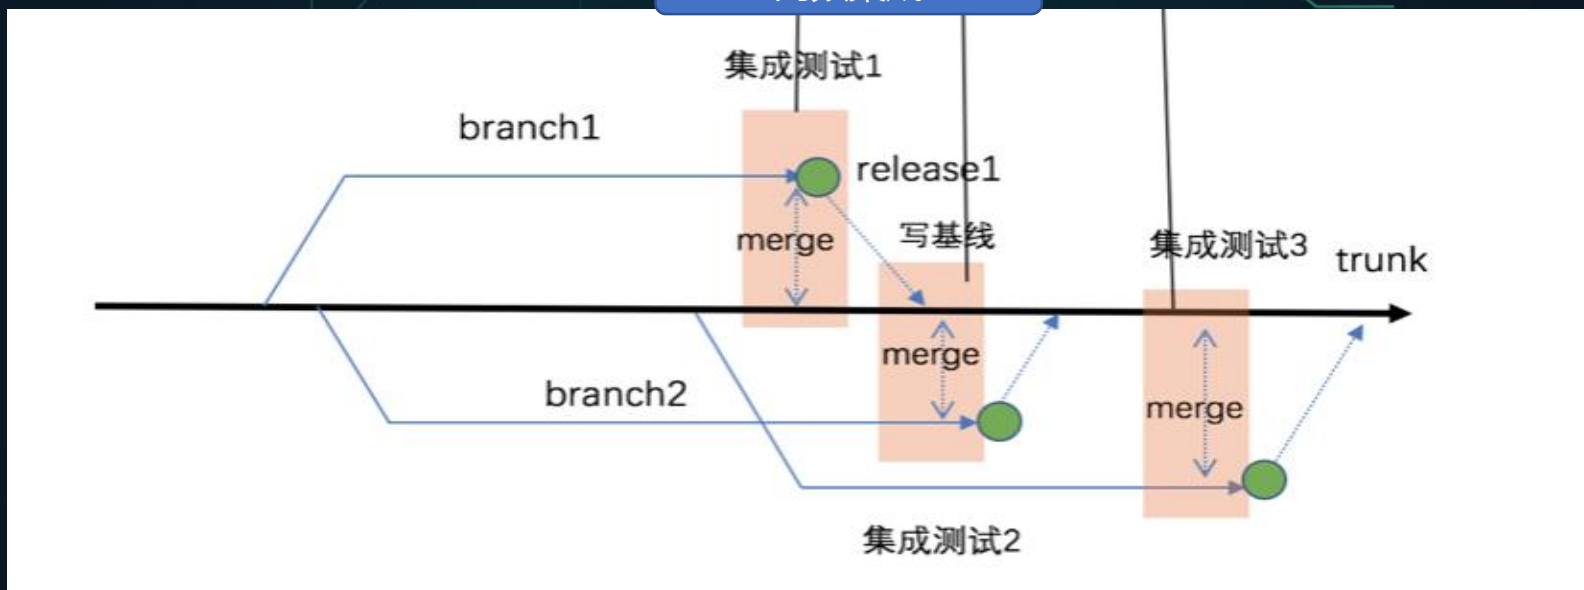 集成测试1
branch1
release1
merge
写基线
集成测试3
trunk
merge
branch2
merge
集成测试2